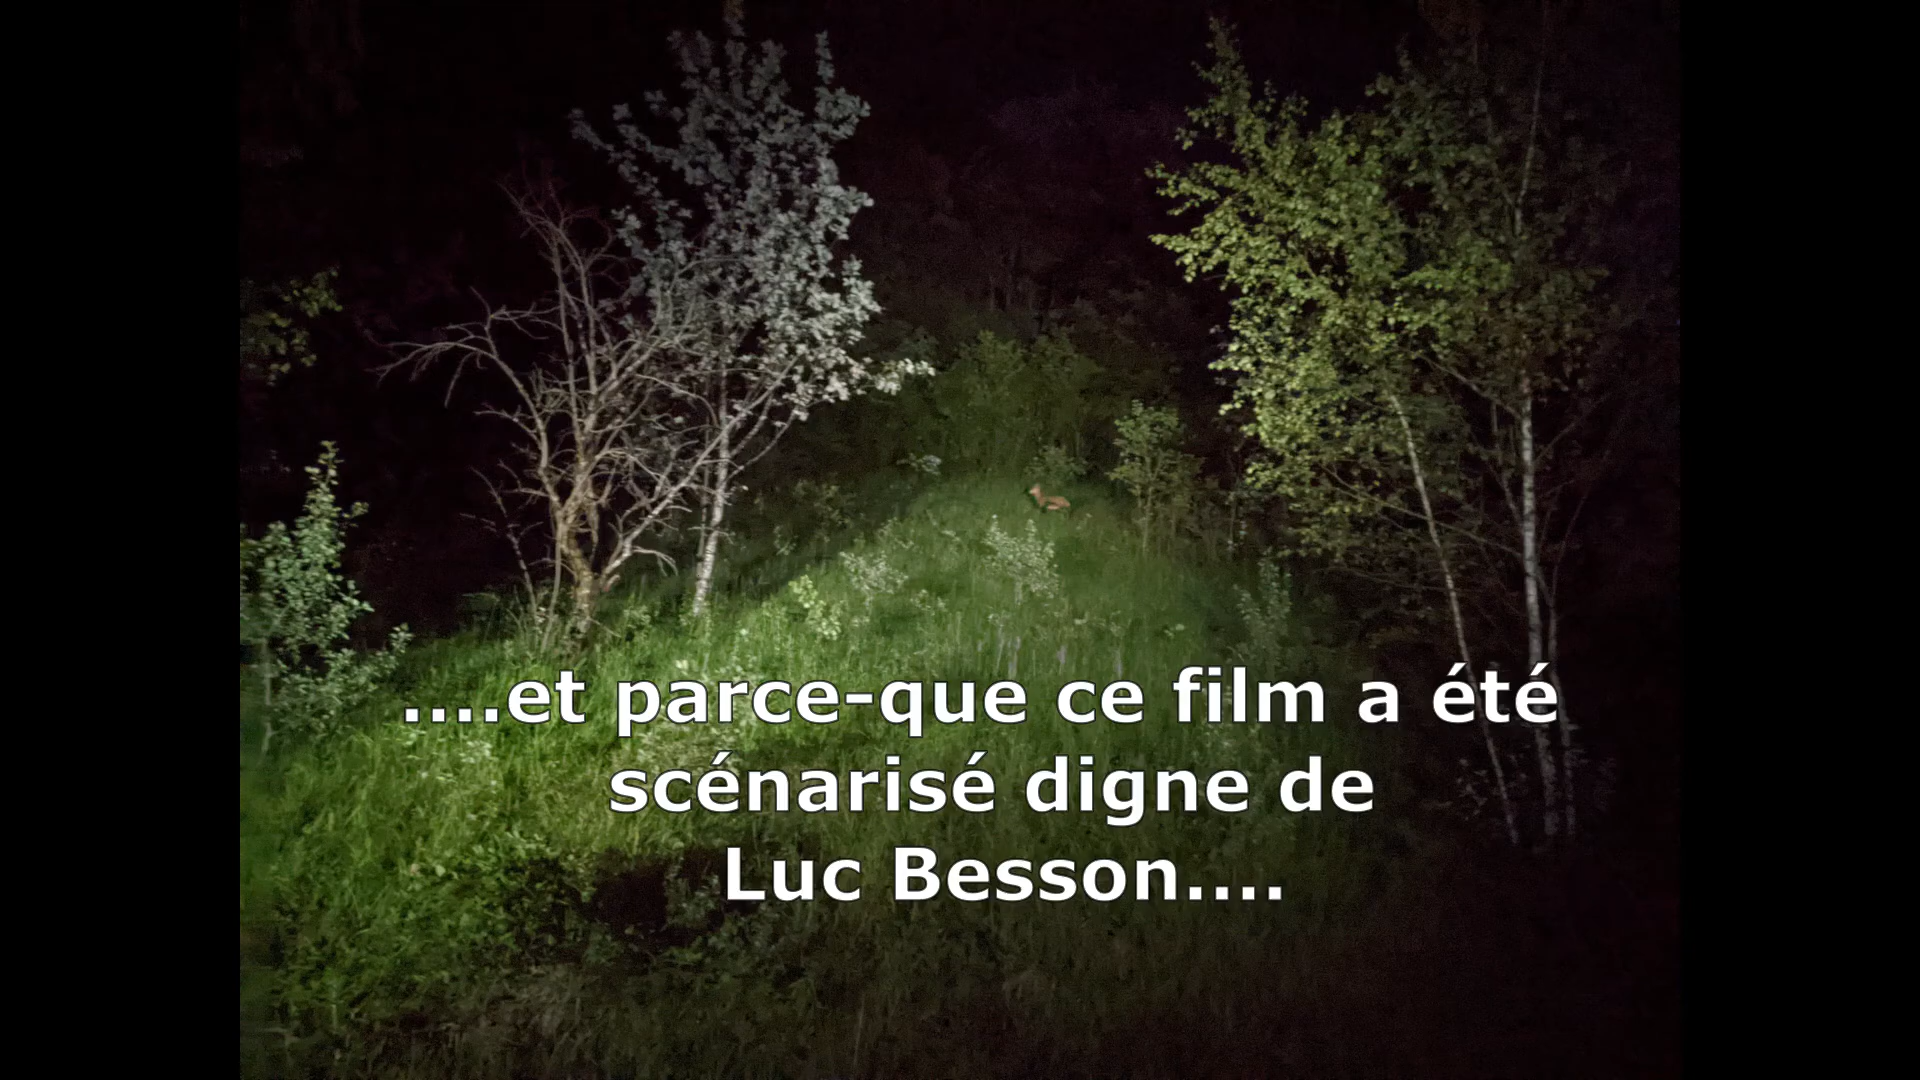 ....et parce-que ce film a été
scénarisé digne de
Luc Besson....